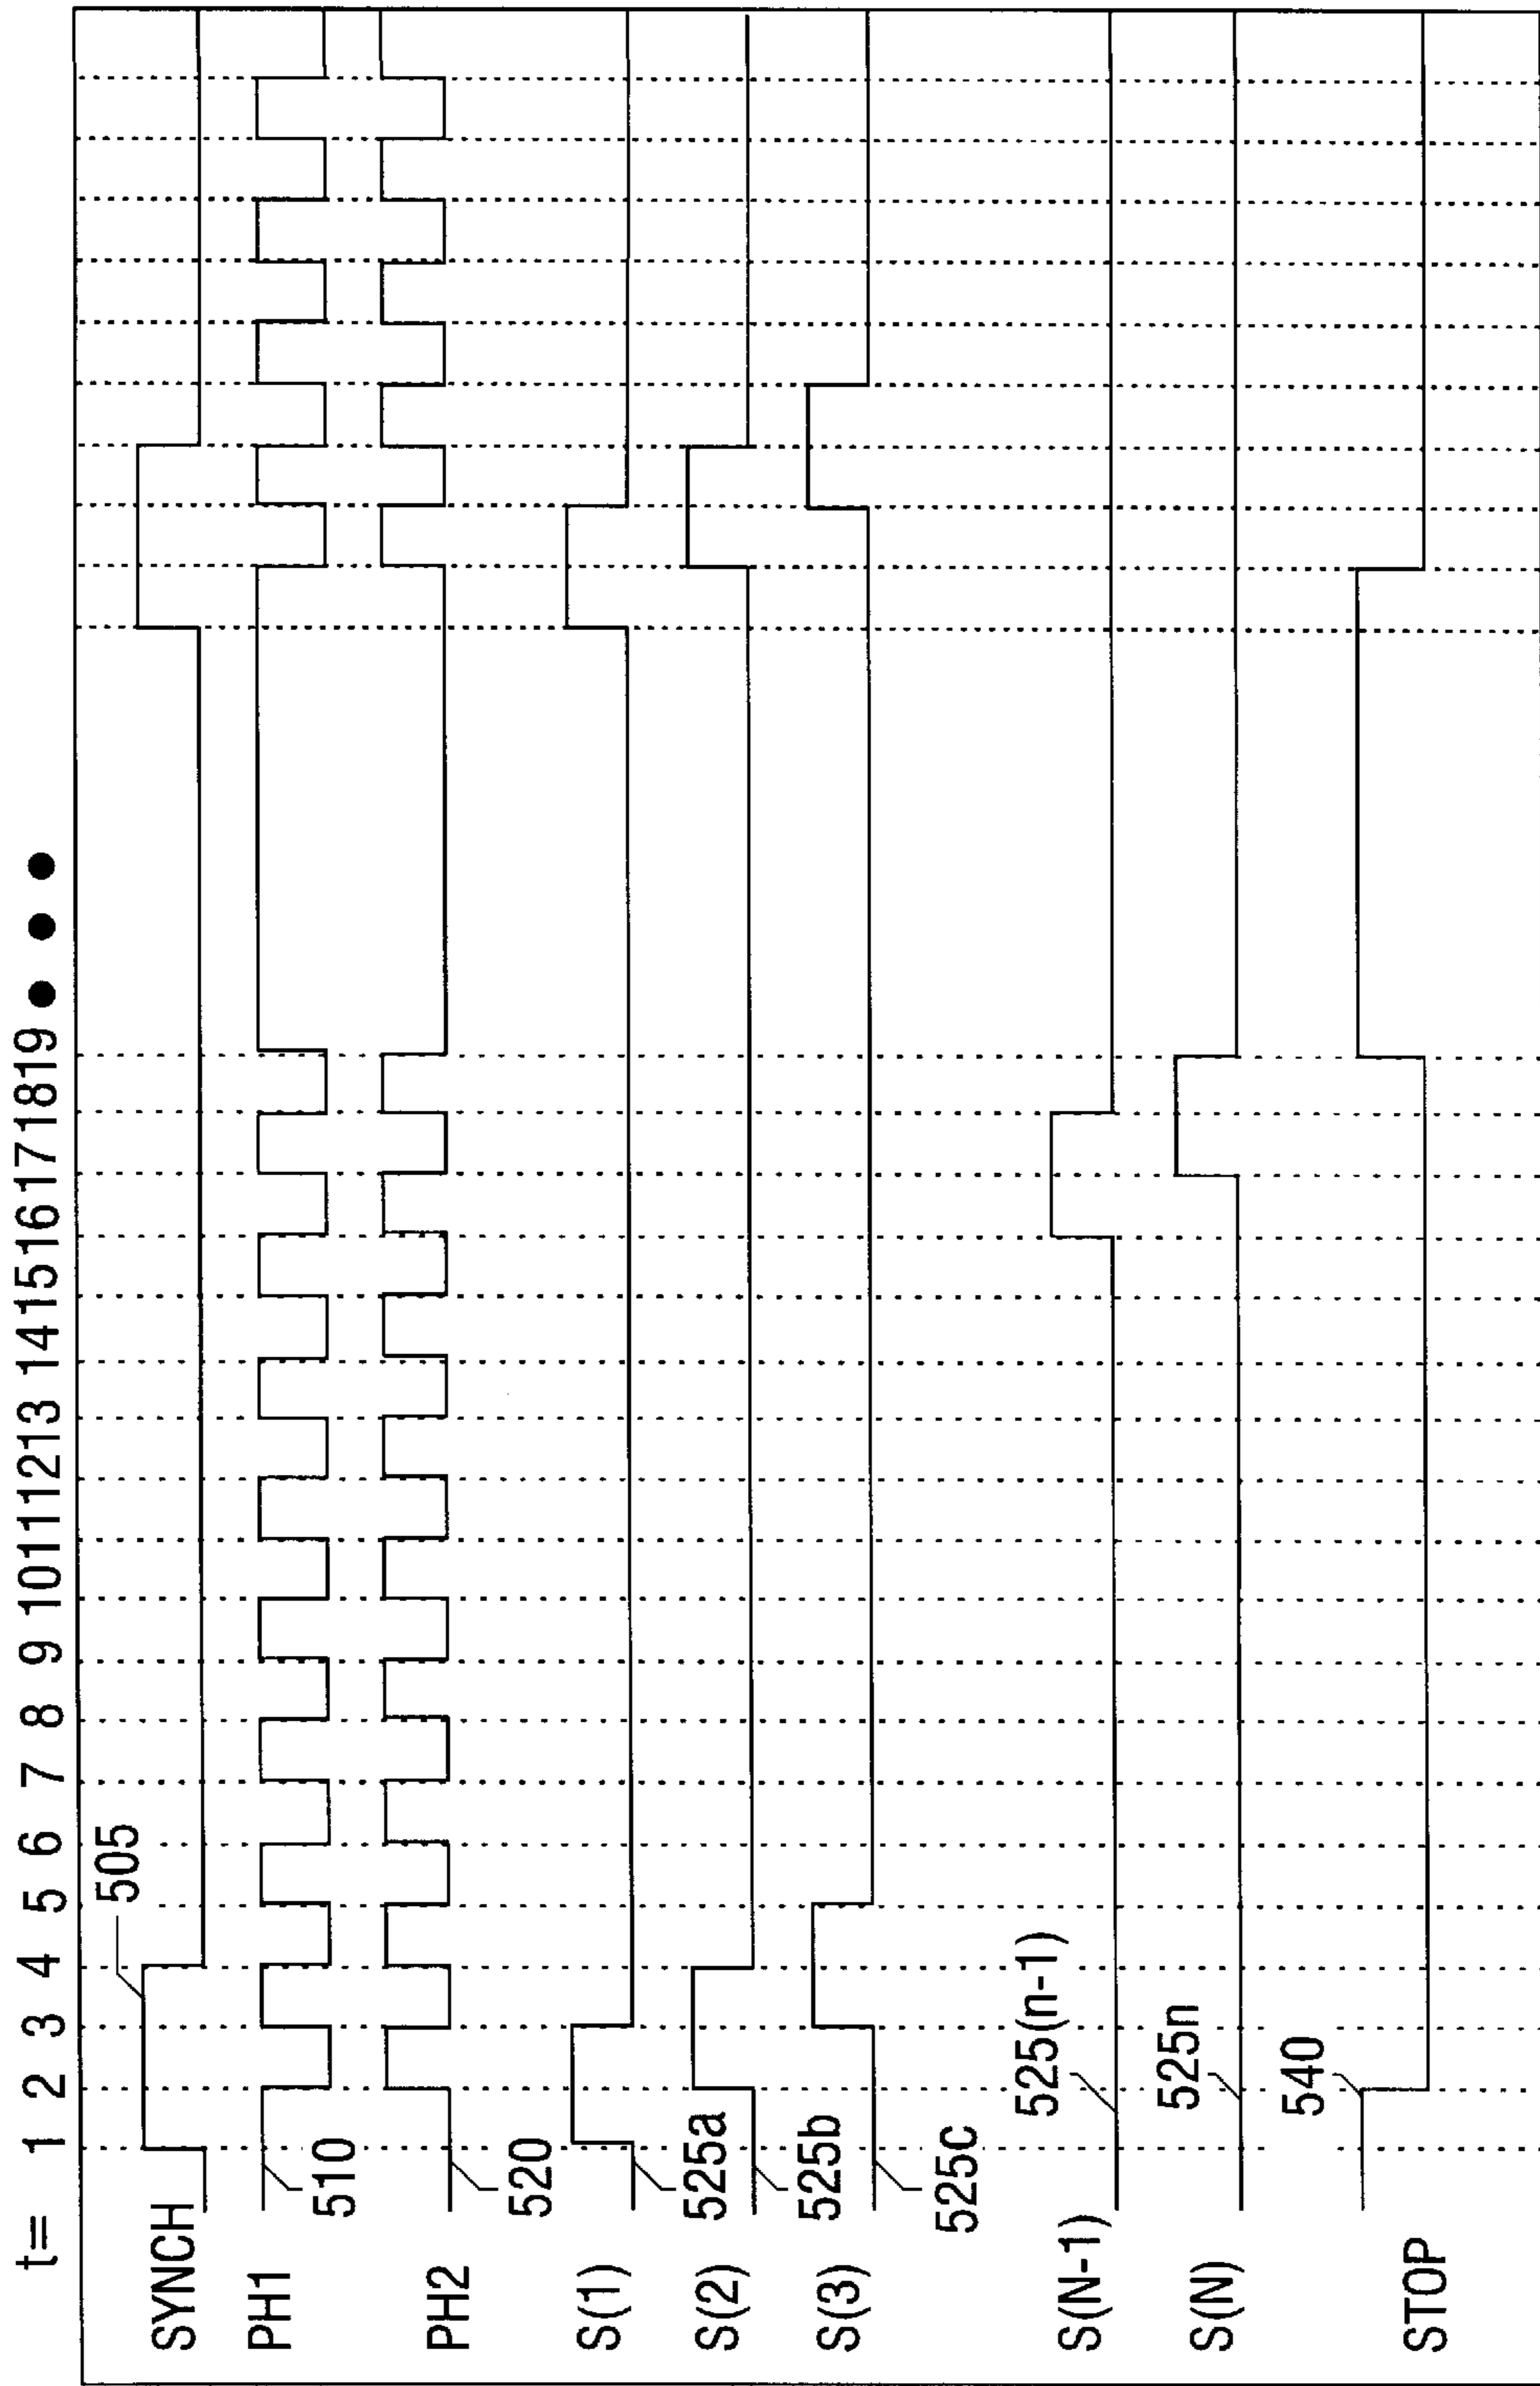 t= 1 2 3 4 5 6 7 8 9 10 11 12 13 14 15 16 17 18 19
SYNCH 505
PH1 510
PH2 520
S(1) 525a
S(2) 525b
S(3) 525c
S(N-1) 525(n-1)
S(N) 525n
STOP 540